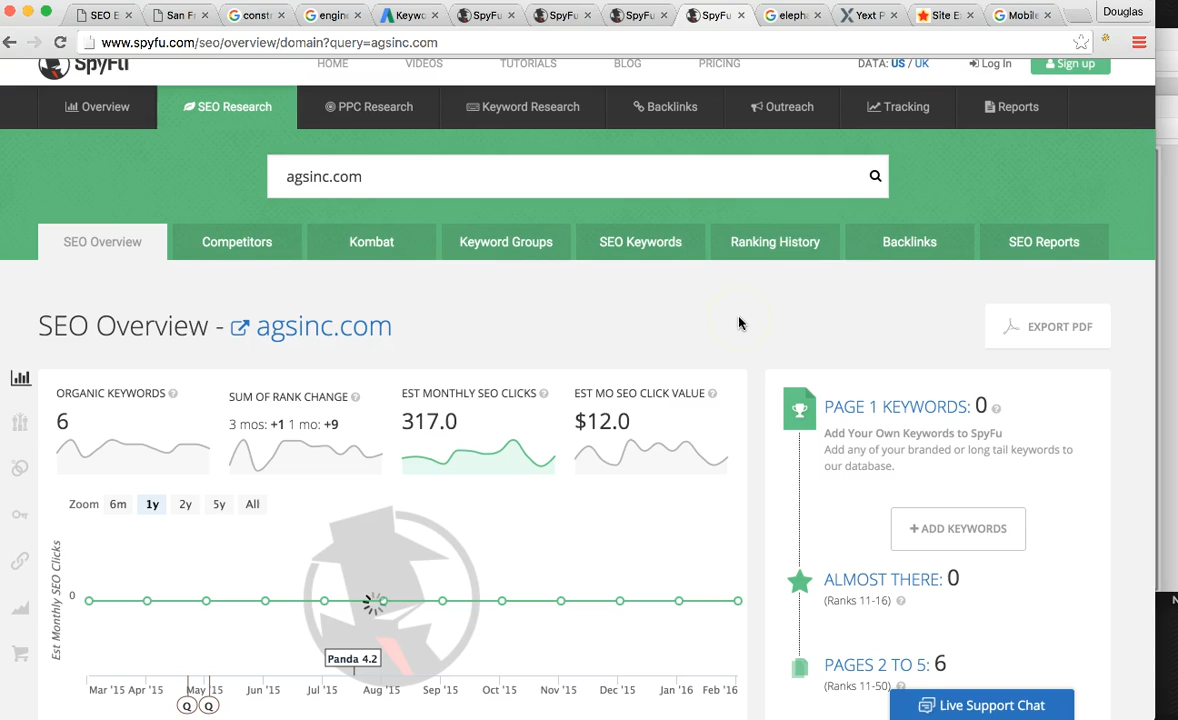 SEO E
San F
constr
engin
Keywo
SpyFu
SpyFu
SpyFu
SpyFu
eleph
Yext P
Site E
Mobile
Douglas
www.spyfu.com/seo/overview/domain?query=agsinc.com
SpyFu
HOME
VIDEOS
TUTORIALS
BLOG
PRICING
DATA: US / UK
Log In
Sign up
Overview
SEO Research
PPC Research
Keyword Research
Backlinks
Outreach
Tracking
Reports
agsinc.com
SEO Overview
Competitors
Kombat
Keyword Groups
SEO Keywords
Ranking History
Backlinks
SEO Reports
SEO Overview - agsinc.com
EXPORT PDF
ORGANIC KEYWORDS ?
6
SUM OF RANK CHANGE ?
3 mos: +1 1 mo: +9
EST MONTHLY SEO CLICKS ?
317.0
EST MO SEO CLICK VALUE ?
$12.0
Zoom 6m 1y 2y 5y All
Est Monthly SEO Clicks
0
Panda 4.2
Mar '15 Apr '15 May '15 Jun '15 Jul '15 Aug '15 Sep '15 Oct '15 Nov '15 Dec '15 Jan '16 Feb '16
Q Q
PAGE 1 KEYWORDS: 0 ?
Add Your Own Keywords to SpyFu
Add any of your branded or long tail keywords to
our database.
+ ADD KEYWORDS
ALMOST THERE: 0
(Ranks 11-16) ?
PAGES 2 TO 5: 6
(Ranks 11-50) ?
Live Support Chat